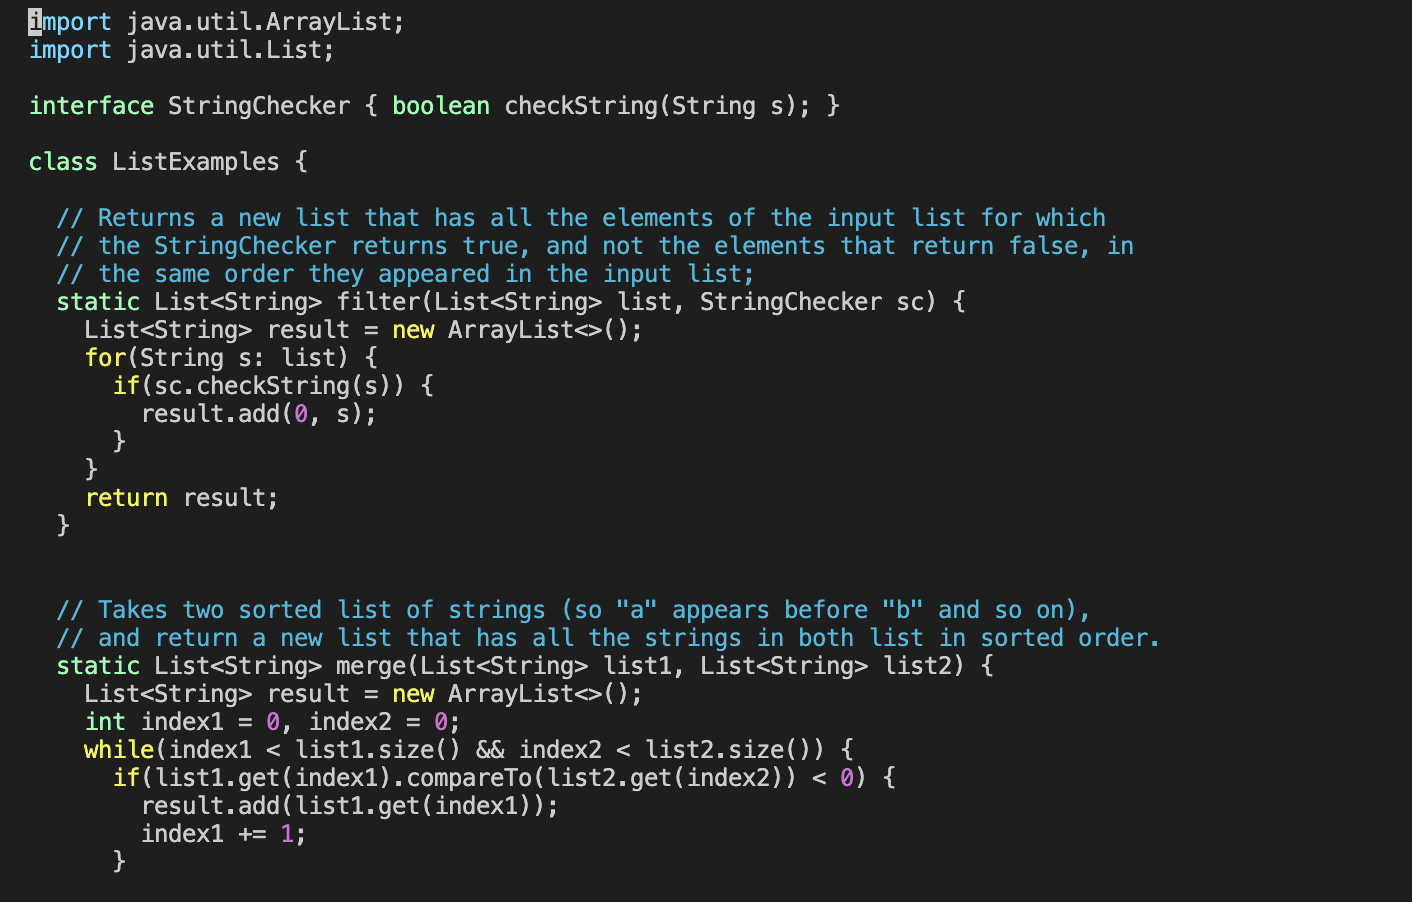 import java.util.ArrayList;
import java.util.List;

interface StringChecker { boolean checkString(String s); }

class ListExamples {

  // Returns a new list that has all the elements of the input list for which
  // the StringChecker returns true, and not the elements that return false, in
  // the same order they appeared in the input list;
  static List<String> filter(List<String> list, StringChecker sc) {
    List<String> result = new ArrayList<>();
    for(String s: list) {
      if(sc.checkString(s)) {
        result.add(0, s);
      }
    }
    return result;
  }


  // Takes two sorted list of strings (so "a" appears before "b" and so on),
  // and return a new list that has all the strings in both list in sorted order.
  static List<String> merge(List<String> list1, List<String> list2) {
    List<String> result = new ArrayList<>();
    int index1 = 0, index2 = 0;
    while(index1 < list1.size() && index2 < list2.size()) {
      if(list1.get(index1).compareTo(list2.get(index2)) < 0) {
        result.add(list1.get(index1));
        index1 += 1;
      }